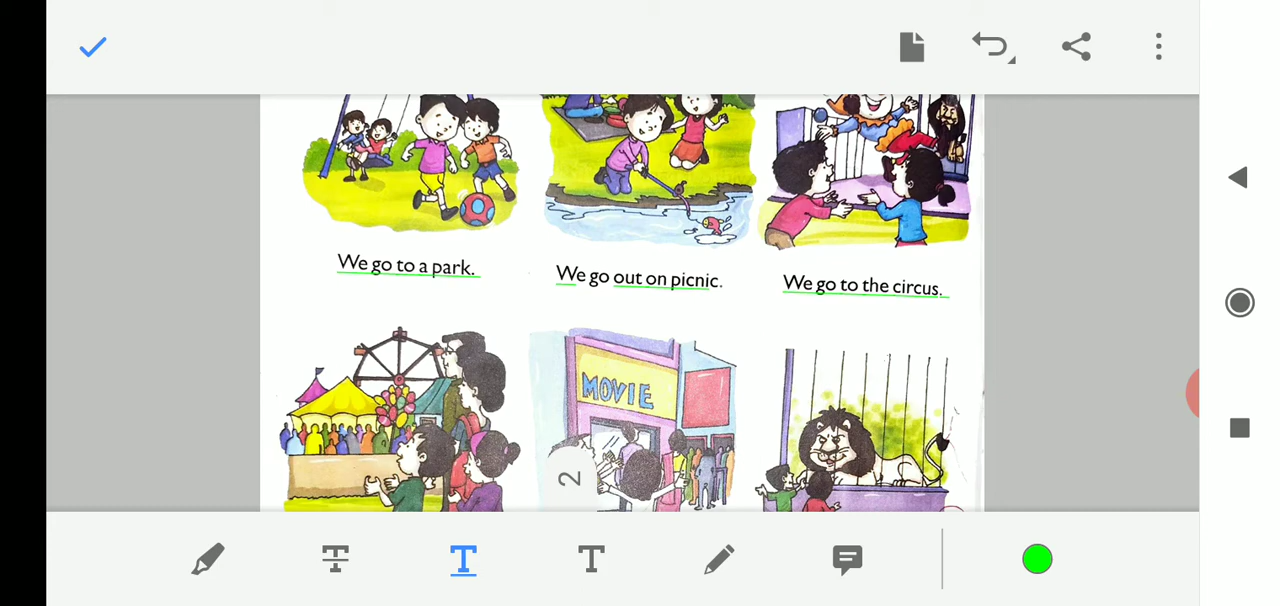 We go to a park.
We go out on picnic.
We go to the circus.
MOVIE
2
T
T
T